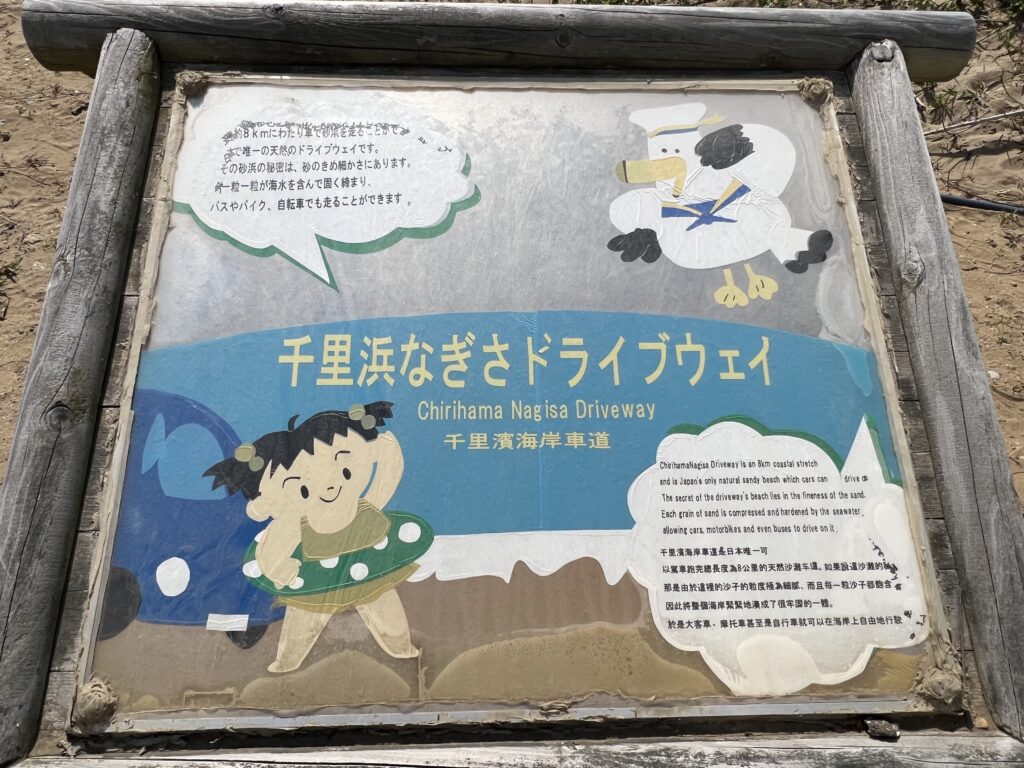 約8kmにわたり車で砂浜を走ることがで
唯一の天然のドライブウェイです。
その砂浜の秘密は、砂のきめ細かさにあります。
一粒一粒が海水を含んで固く締まり、
バスやバイク、自転車でも走ることができます。
千里浜なぎさドライブウェイ
Chirihama Nagisa Driveway
千里濱海岸車道
ChirihamaNagisa Driveway is an 8km coastal stretch
and is Japan's only natural sandy beach which cars can drive
The secret of the driveway's beach lies in the fineness of the sand.
Each grain of sand is compressed and hardened by the seawater,
allowing cars, motorbikes and even buses to drive on it
千里濱海岸車道是日本唯一可
以駕車跑完總長度為8公里的天然沙灘车道。如果說這沙灘的
那是由於這裡的沙子的粒度極為細膩、而且每一粒沙子都飽含
因此將整個海岸緊緊地湊成了很牢固的一體。
於是大客車、摩托車甚至是自行車就可以在海岸上自由地行駛